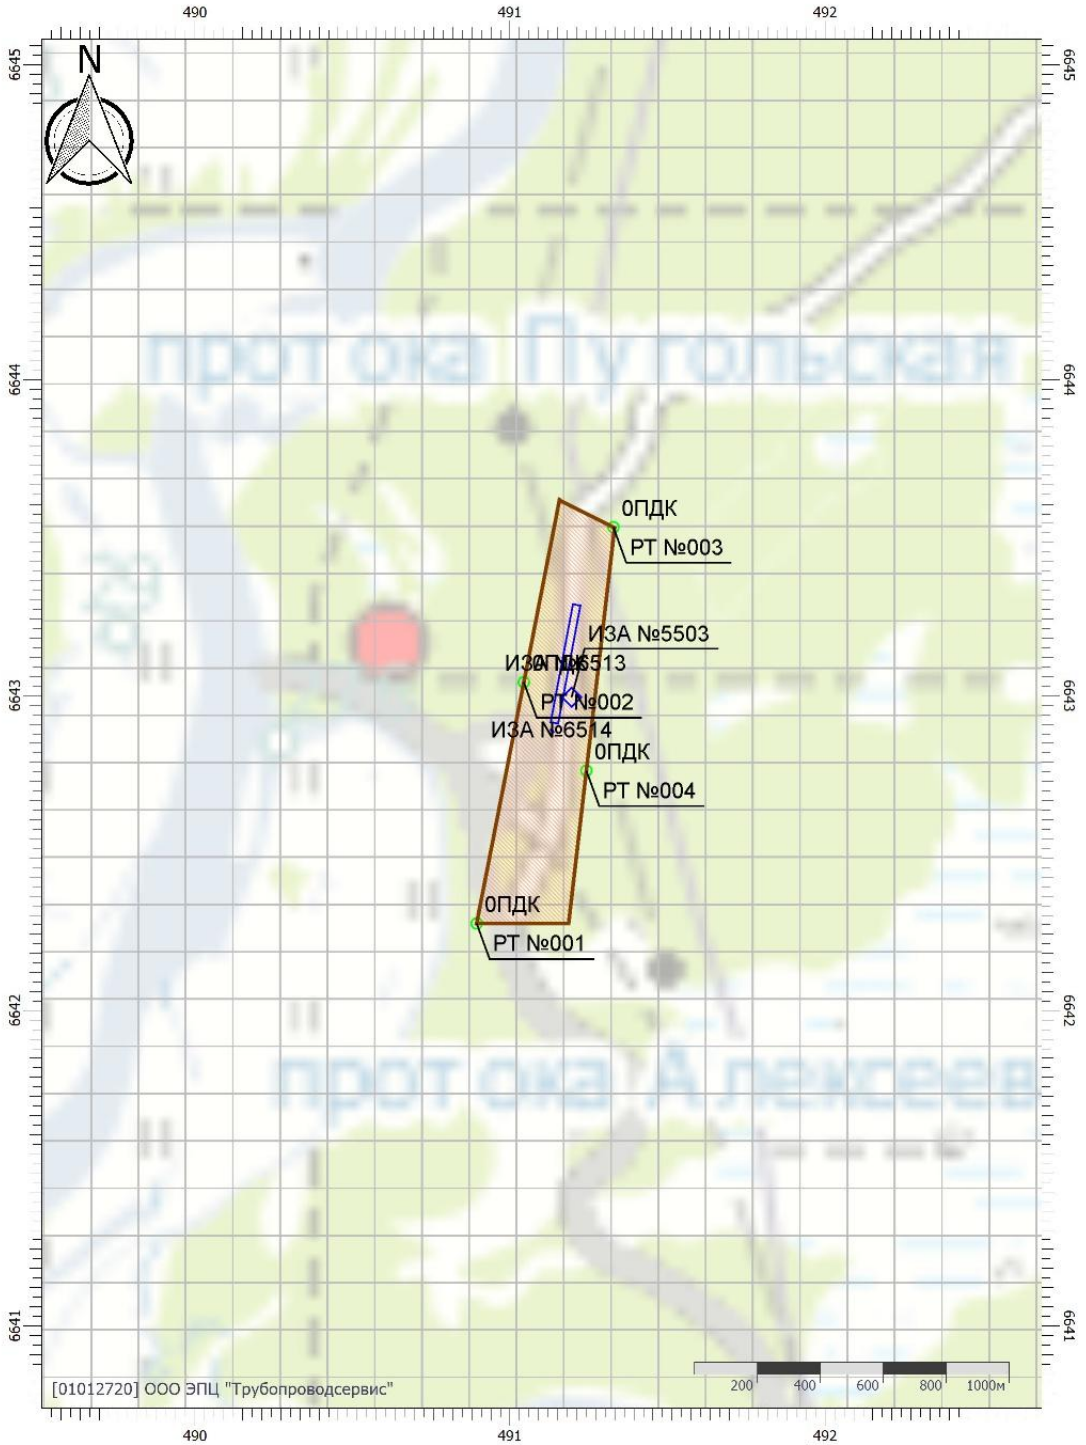 490 491 492
6645 6645
N
протока Пугольская
6644 6644
0ПДК
РТ №003
ИЗА №5503
ИЗА №6513
0ПДК
РТ №002
6643 6643
ИЗА №6514
0ПДК
РТ №004
0ПДК
РТ №001
6642 6642
протока Алексеев
6641 6641
200 400 600 800 1000м
[01012720] ООО ЭПЦ "Трубопроводсервис"
490 491 492